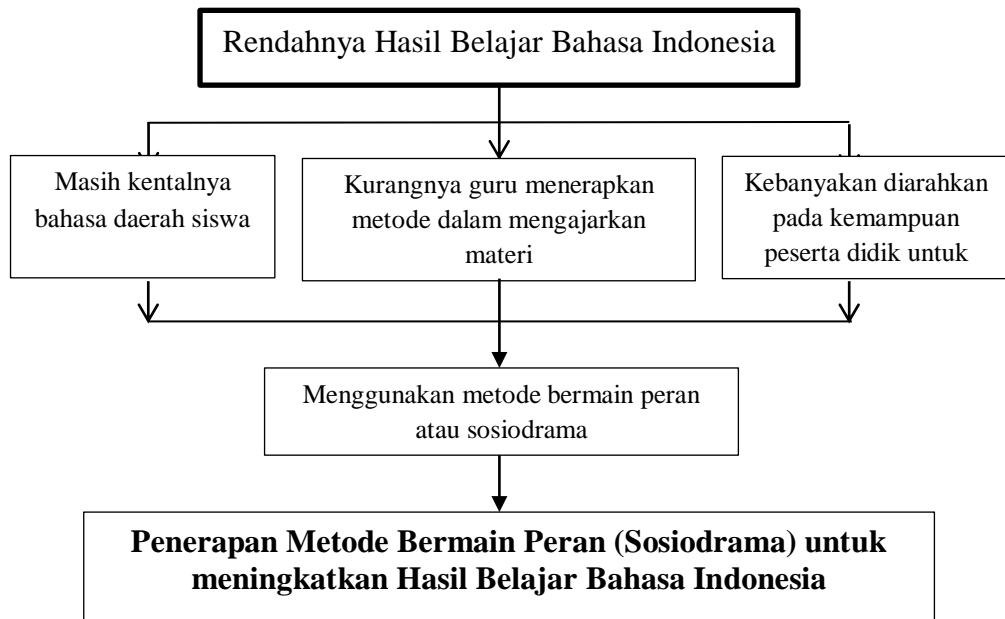 Rendahnya Hasil Belajar Bahasa Indonesia
Masih kentalnya
bahasa daerah siswa
Kurangnya guru menerapkan
metode dalam mengajarkan
materi
Kebanyakan diarahkan
pada kemampuan
peserta didik untuk
Menggunakan metode bermain peran
atau sosiodrama
Penerapan Metode Bermain Peran (Sosiodrama) untuk
meningkatkan Hasil Belajar Bahasa Indonesia